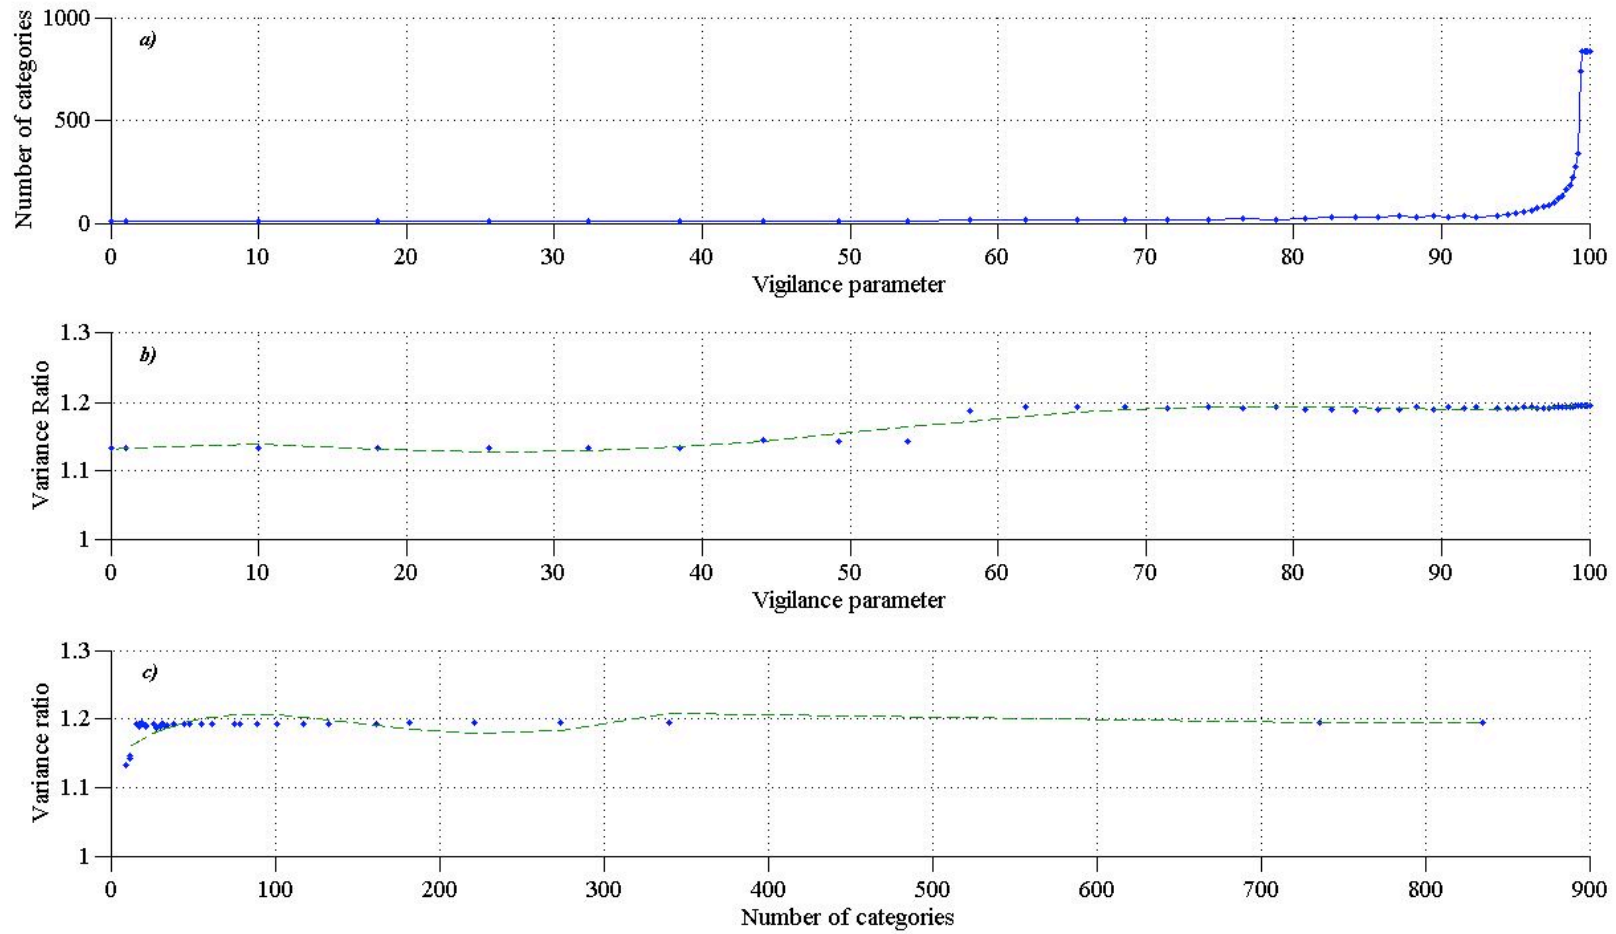 1000
500
0
Number of categories
a)
0 10 20 30 40 50 60 70 80 90 100
Vigilance parameter
1.3
1.2
1.1
1
Variance Ratio
b)
0 10 20 30 40 50 60 70 80 90 100
Vigilance parameter
1.3
1.2
1.1
1
Variance ratio
c)
0 100 200 300 400 500 600 700 800 900
Number of categories